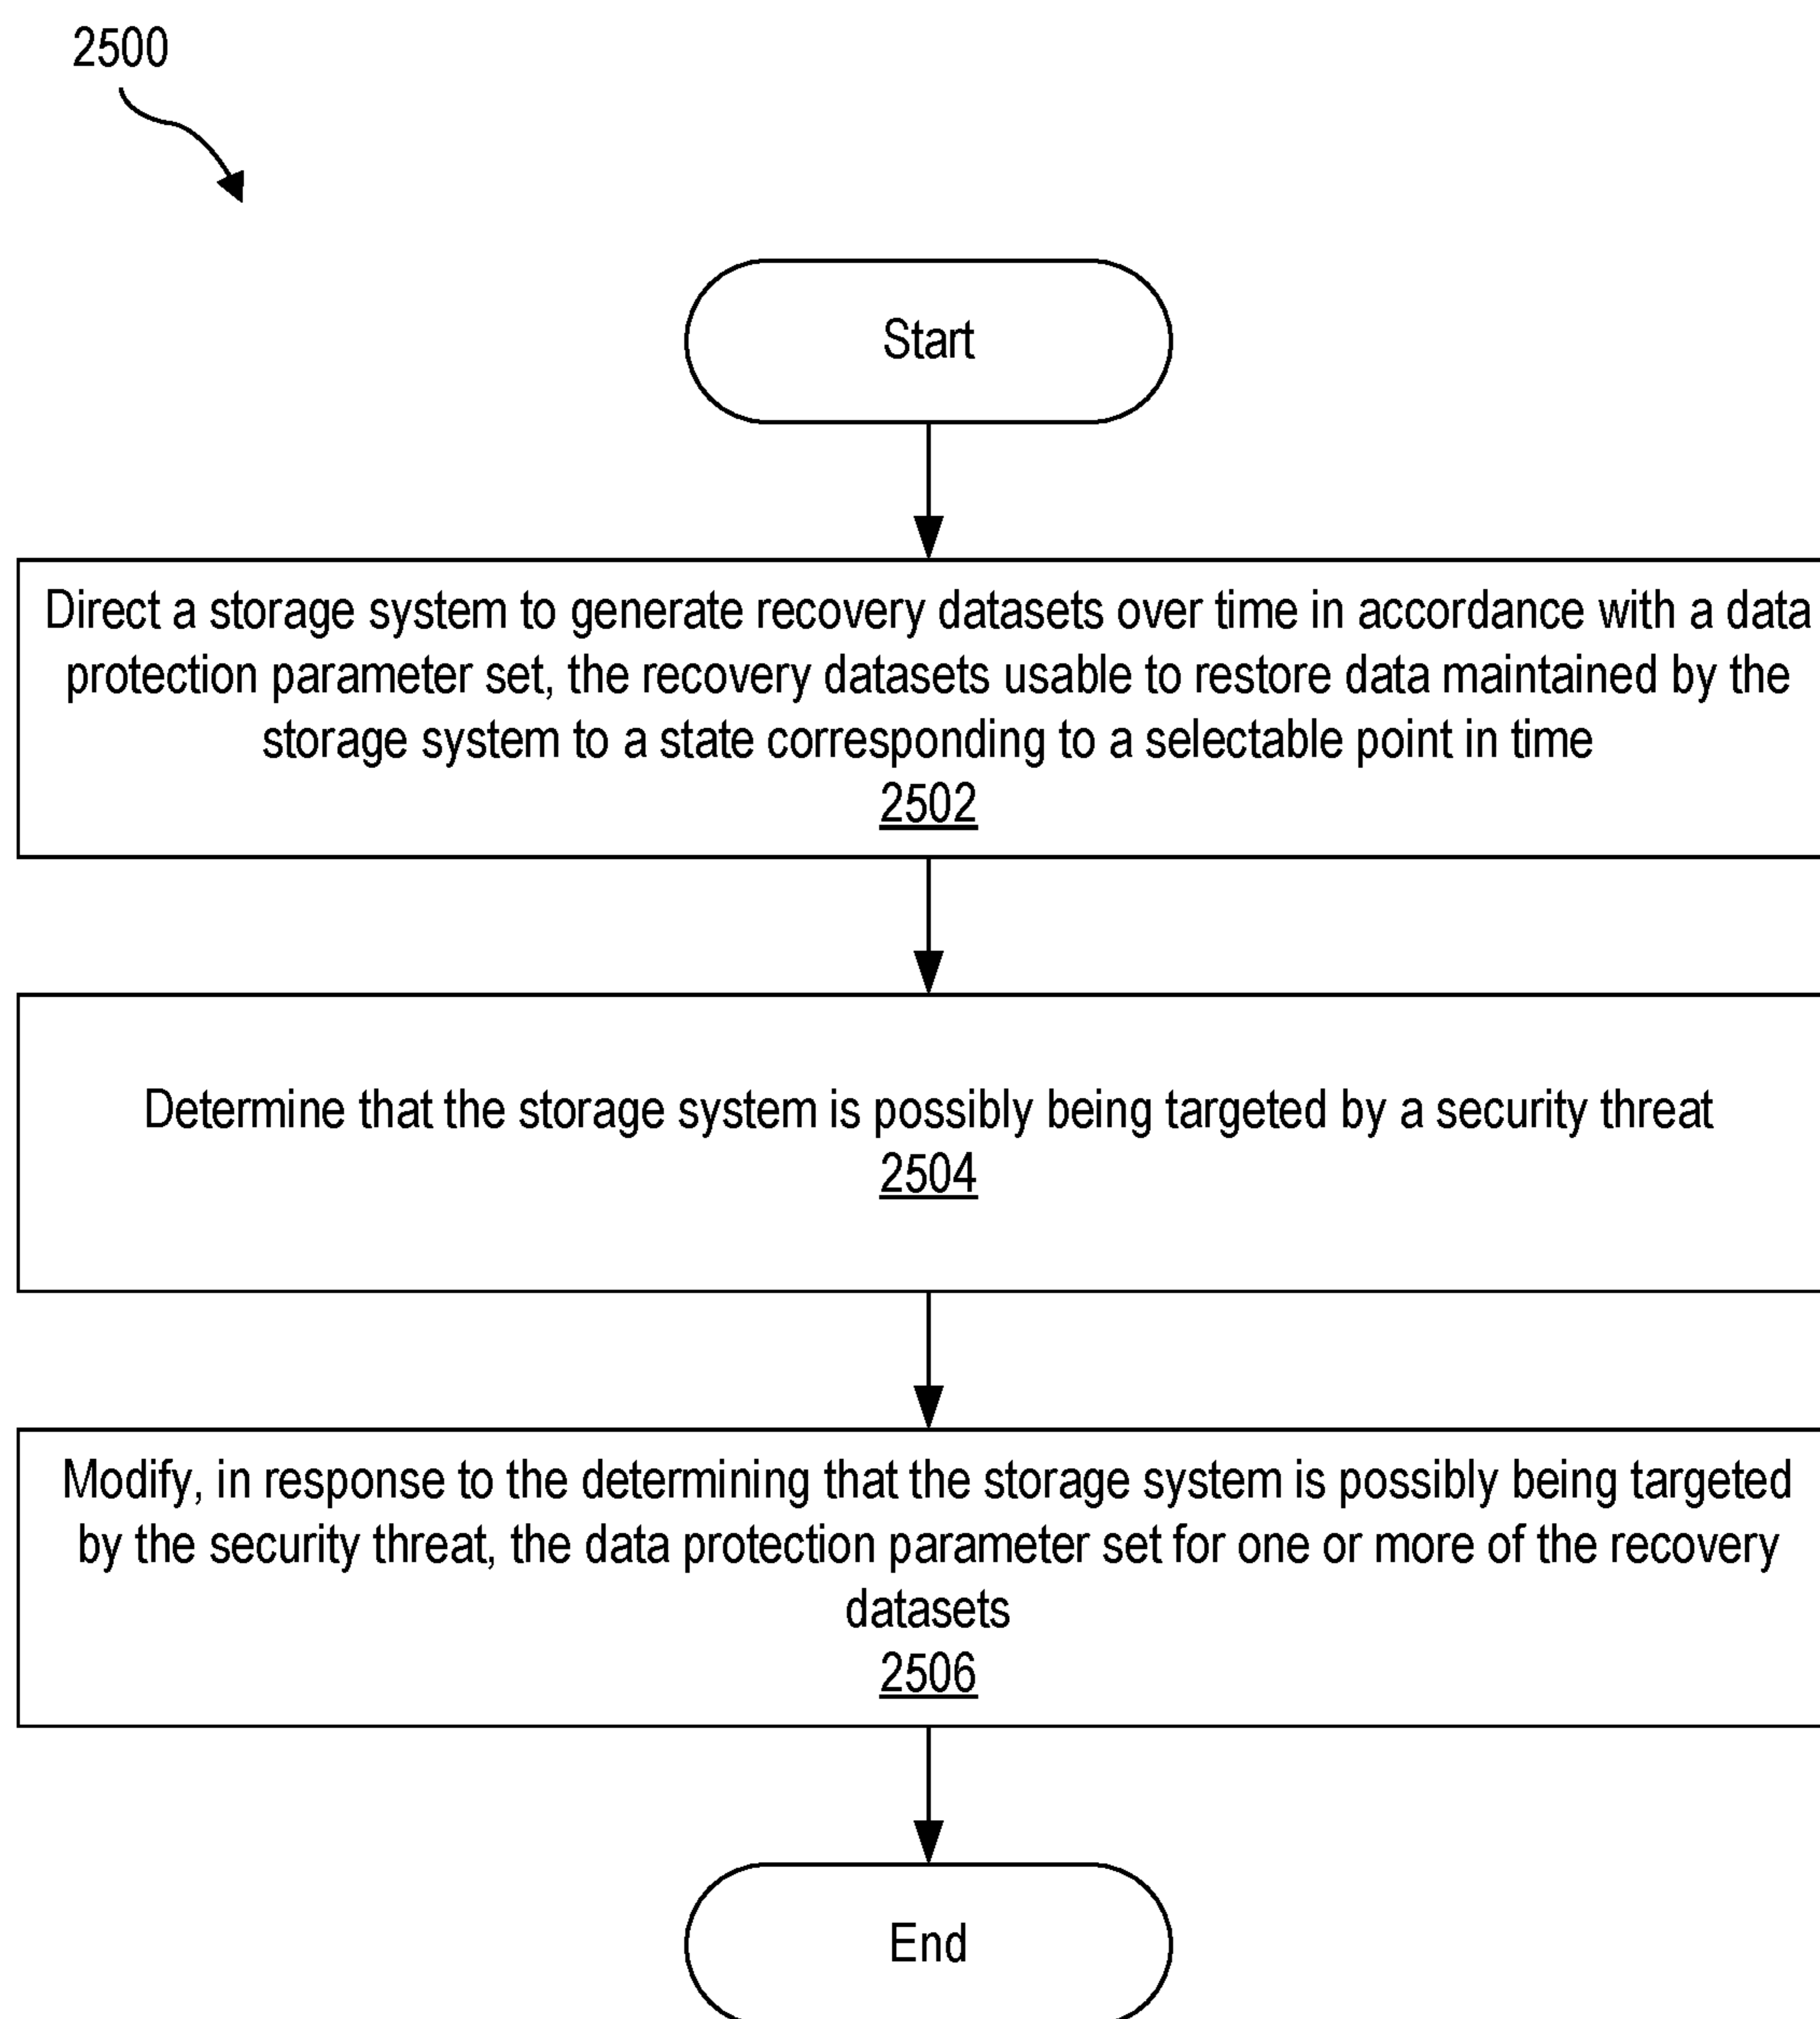 2500
Start
Direct a storage system to generate recovery datasets over time in accordance with a data
protection parameter set, the recovery datasets usable to restore data maintained by the
storage system to a state corresponding to a selectable point in time
2502
Determine that the storage system is possibly being targeted by a security threat
2504
Modify, in response to the determining that the storage system is possibly being targeted
by the security threat, the data protection parameter set for one or more of the recovery
datasets
2506
End